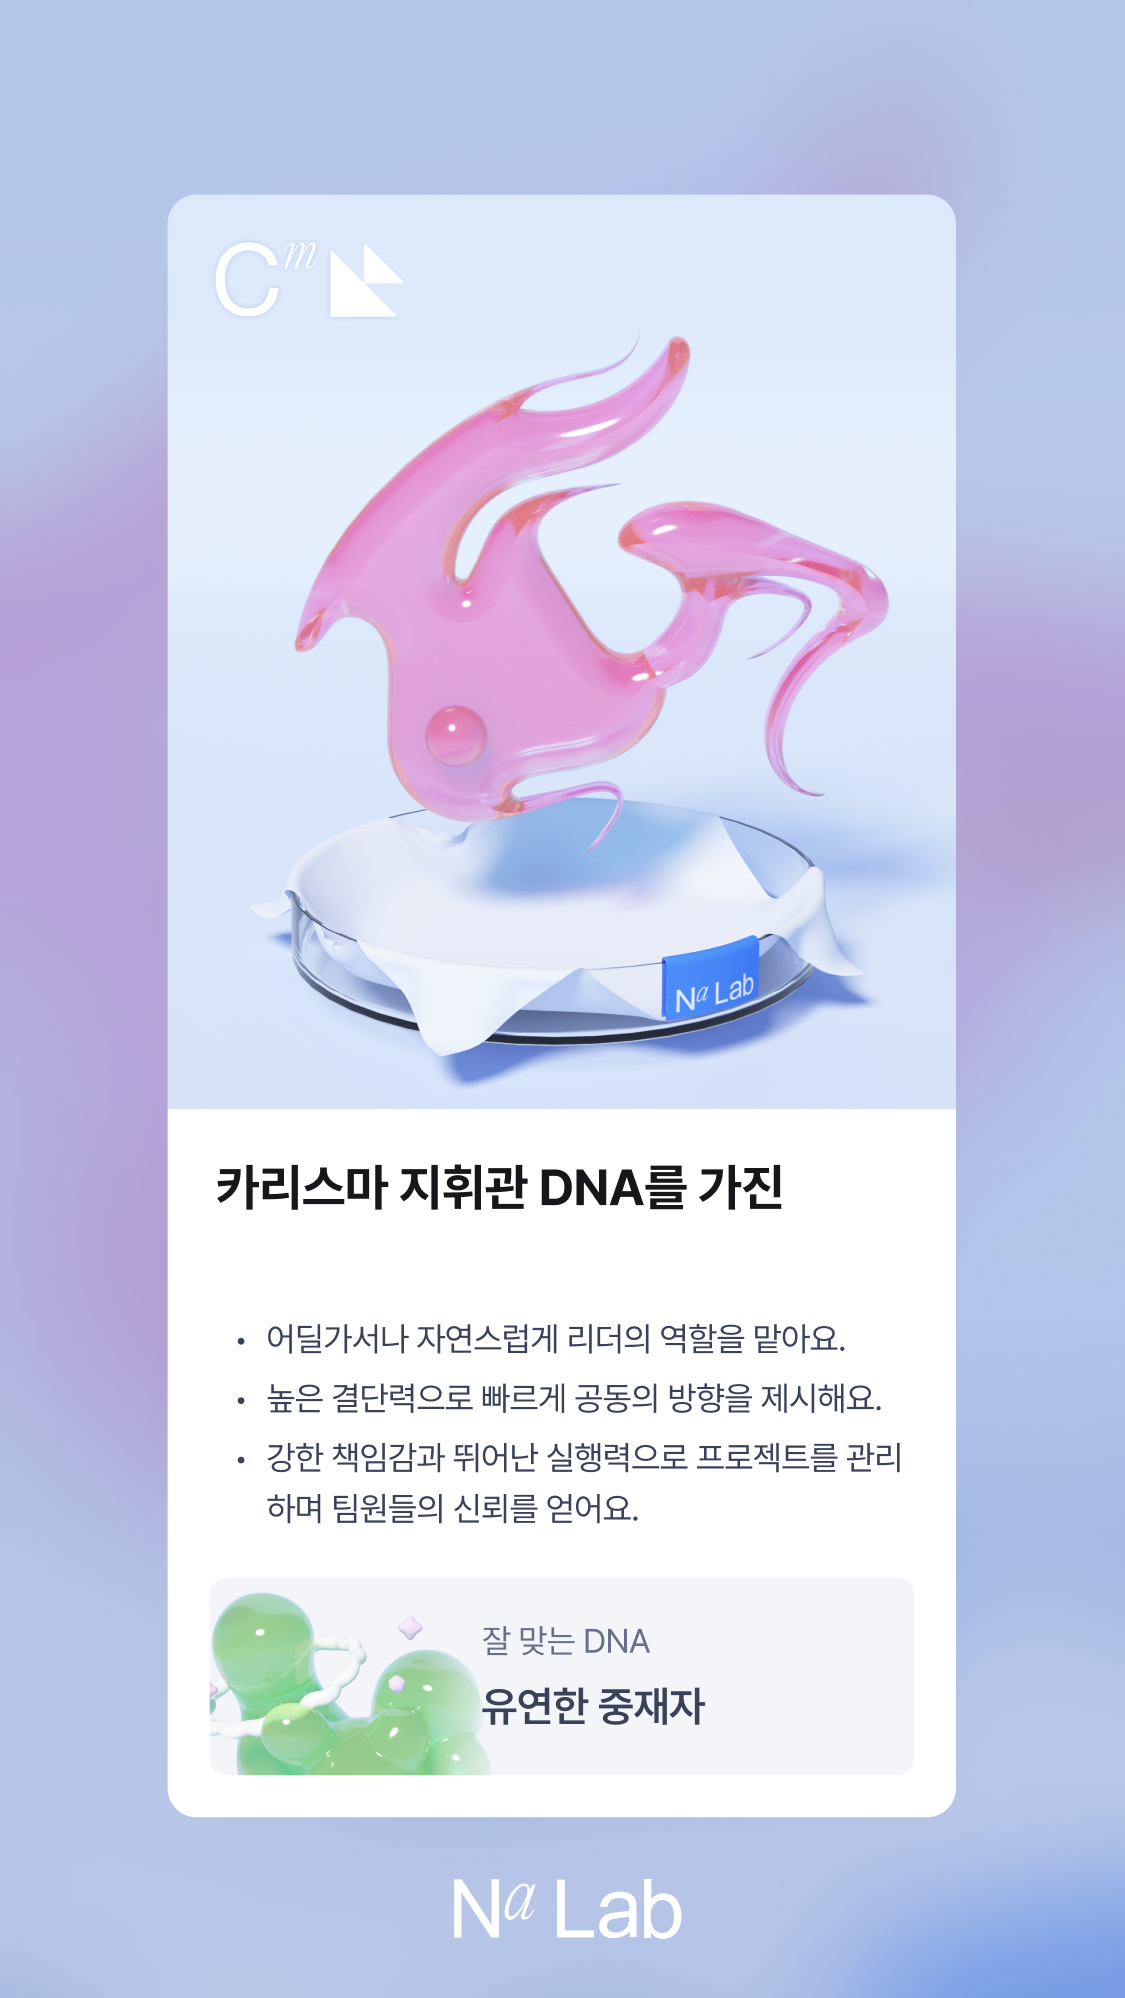 Cm
Na Lab
카리스마 지휘관 DNA를 가진
• 어딜가서나 자연스럽게 리더의 역할을 맡아요.
• 높은 결단력으로 빠르게 공동의 방향을 제시해요.
• 강한 책임감과 뛰어난 실행력으로 프로젝트를 관리
하며 팀원들의 신뢰를 얻어요.
잘 맞는 DNA
유연한 중재자
Na Lab